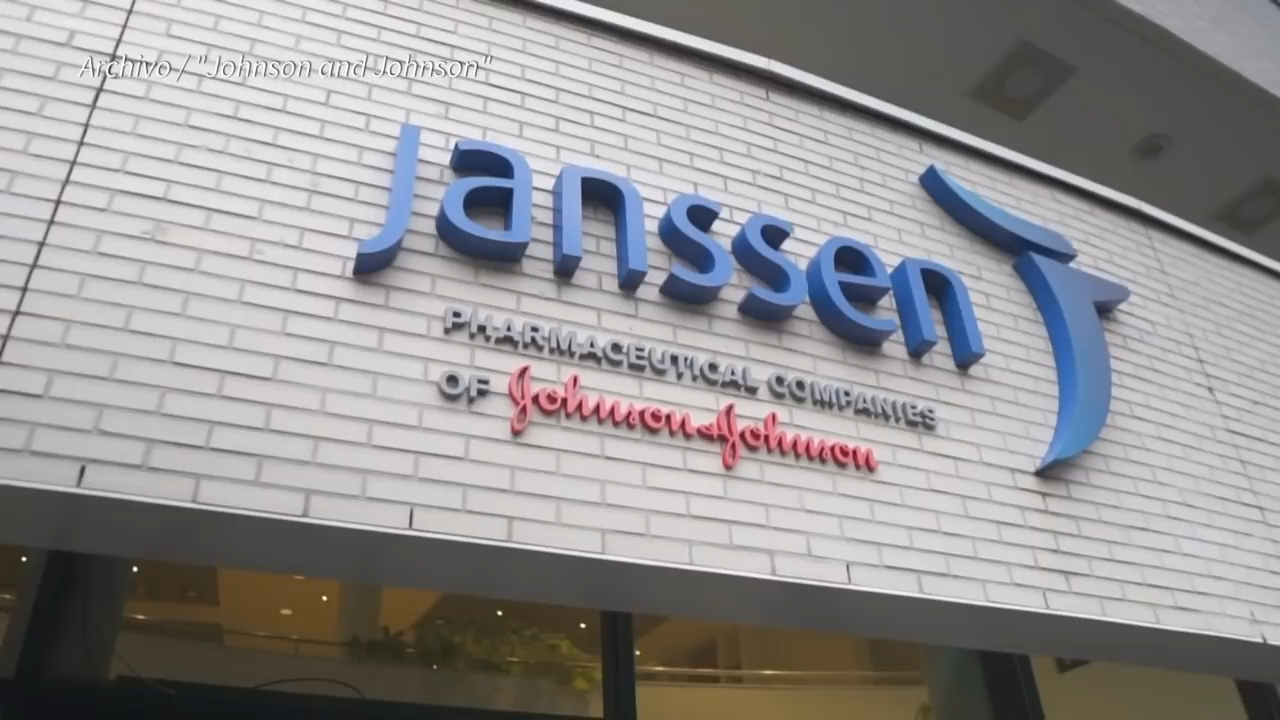 Archivo / "Johnson and Johnson"
Janssen
PHARMACEUTICAL COMPANIES
OF Johnson & Johnson